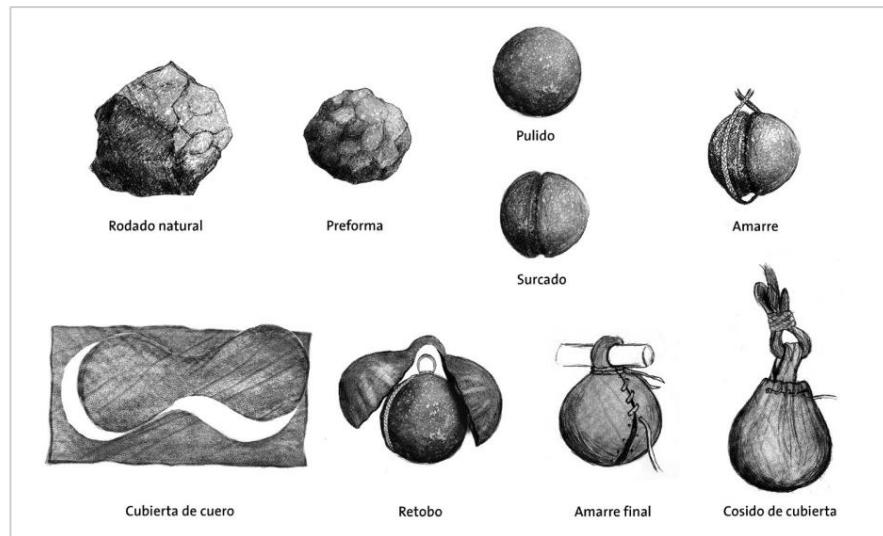 Pulido
Rodado natural
Preforma
Amarre
Surcado
Cubierta de cuero
Retobo
Amarre final
Cosido de cubierta